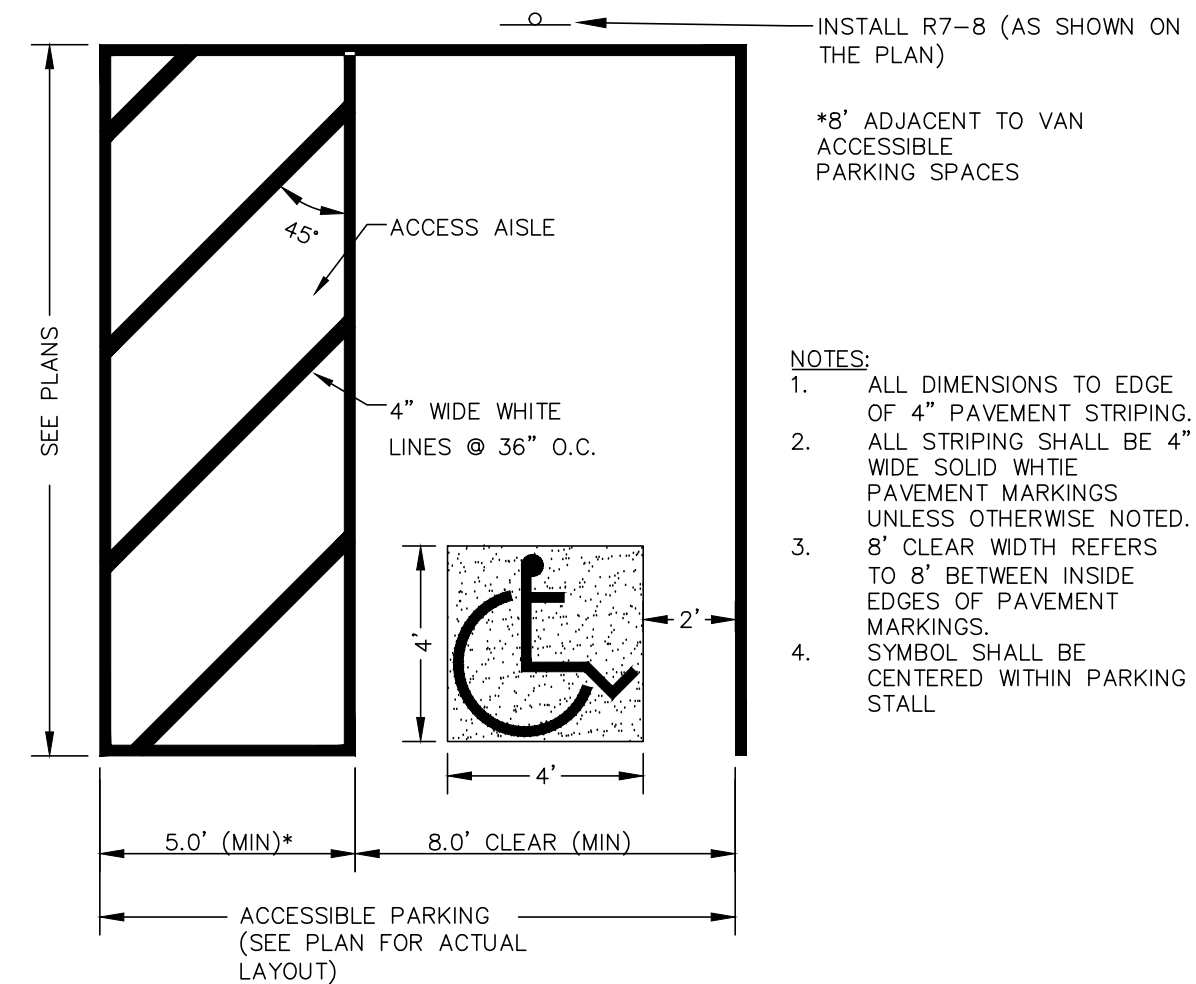 INSTALL R7-8 (AS SHOWN ON
THE PLAN)
*8' ADJACENT TO VAN
ACCESSIBLE
PARKING SPACES
45°
ACCESS AISLE
SEE PLANS
4" WIDE WHITE
LINES @ 36" O.C.
NOTES:
1. ALL DIMENSIONS TO EDGE
OF 4" PAVEMENT STRIPING.
2. ALL STRIPING SHALL BE 4"
WIDE SOLID WHTIE
PAVEMENT MARKINGS
UNLESS OTHERWISE NOTED.
3. 8' CLEAR WIDTH REFERS
TO 8' BETWEEN INSIDE
EDGES OF PAVEMENT
MARKINGS.
4. SYMBOL SHALL BE
CENTERED WITHIN PARKING
STALL
4'
2'
4'
5.0' (MIN)*
8.0' CLEAR (MIN)
ACCESSIBLE PARKING
(SEE PLAN FOR ACTUAL
LAYOUT)